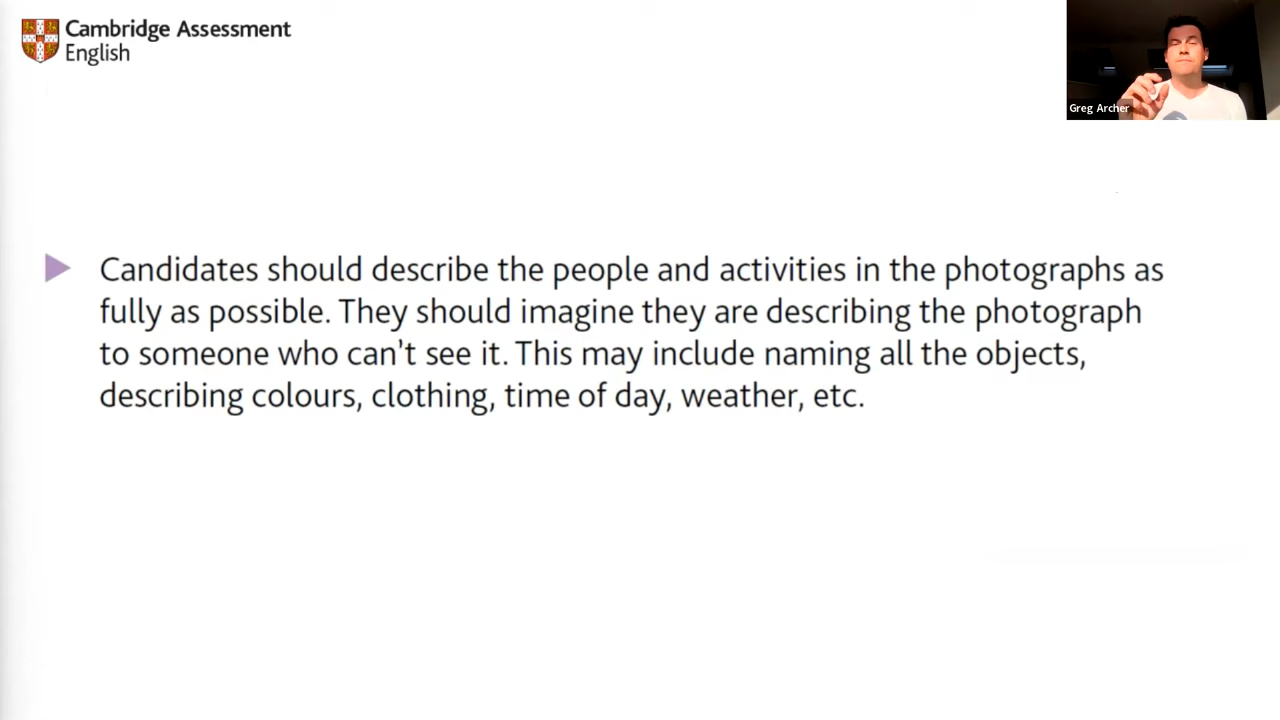 Cambridge Assessment
English
Greg Archer
Candidates should describe the people and activities in the photographs as
fully as possible. They should imagine they are describing the photograph
to someone who can't see it. This may include naming all the objects,
describing colours, clothing, time of day, weather, etc.